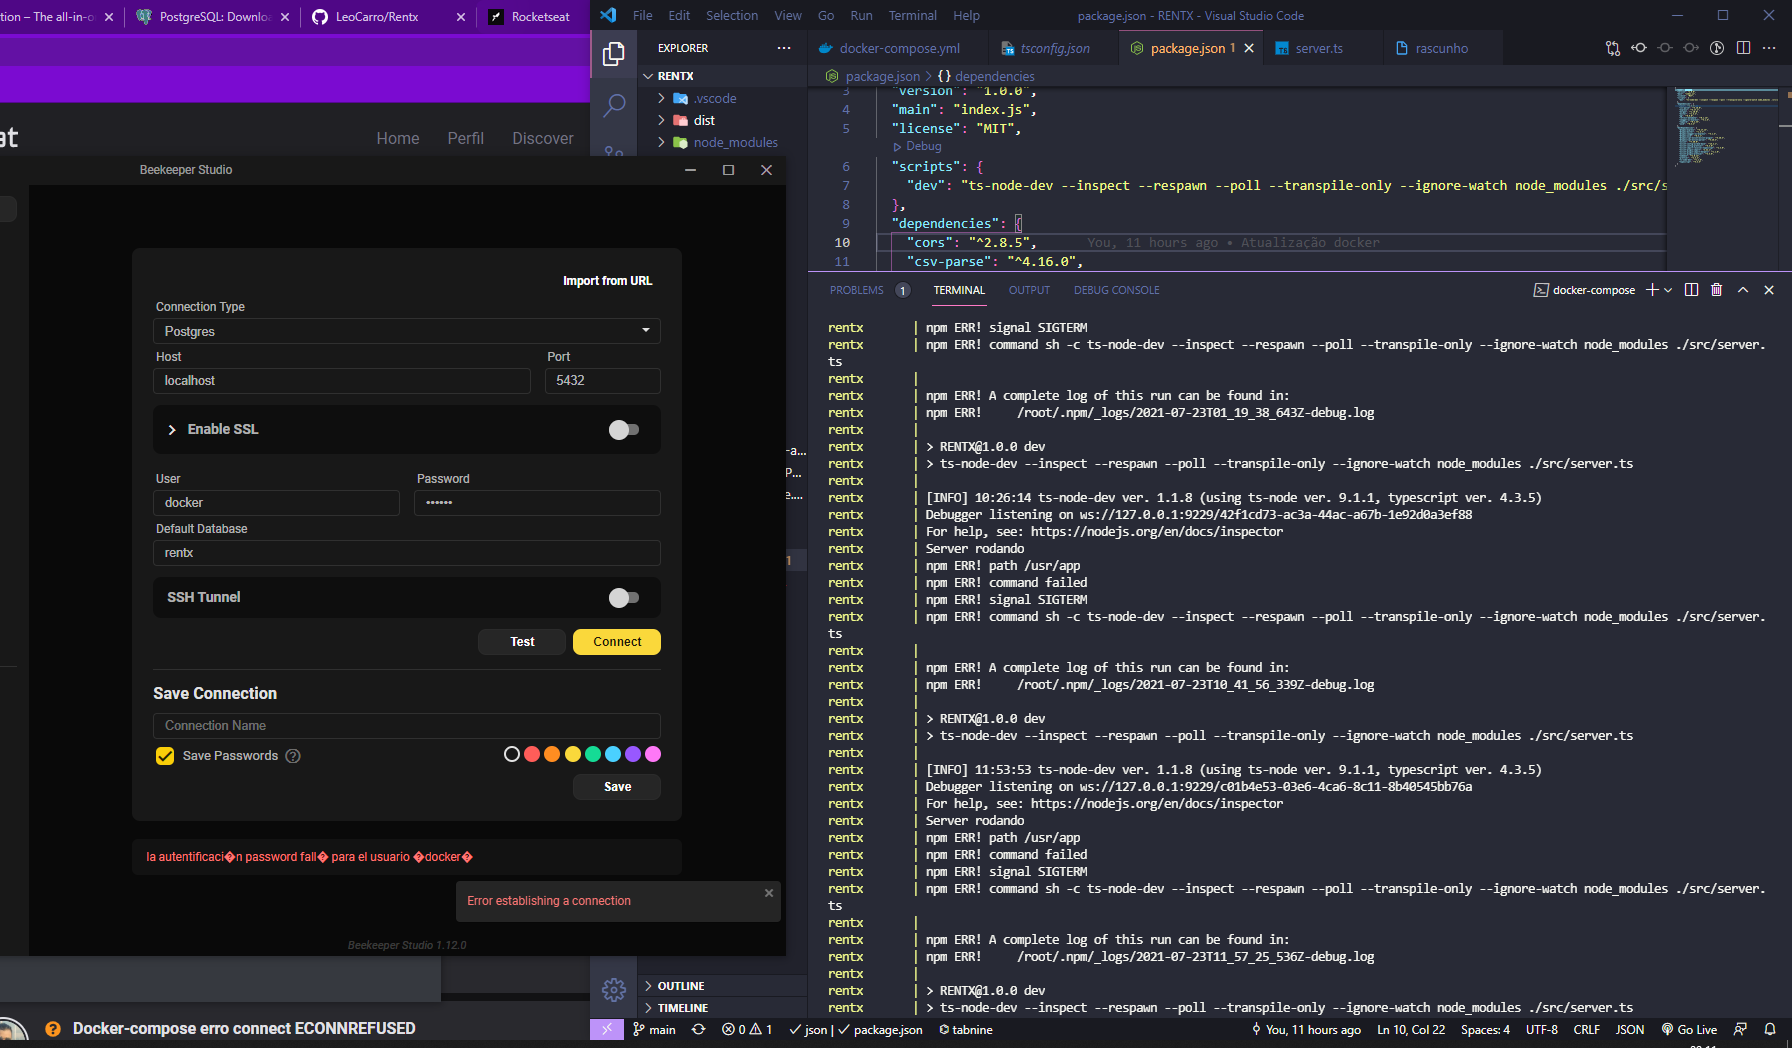 tion – The all-in-o
PostgreSQL: Downloa
LeoCarro/Rentx
Rocketseat
at
Home
Perfil
Discover
Beekeeper Studio
Import from URL
Connection Type
Postgres
Host
Port
localhost
5432
Enable SSL
User
Password
docker
••••••
Default Database
rentx
SSH Tunnel
Test
Connect
Save Connection
Connection Name
Save Passwords
Save
la autentificaci�n password fall� para el usuario �docker�
Error establishing a connection
Beekeeper Studio 1.12.0
Docker-compose erro connect ECONNREFUSED
File Edit Selection View Go Run Terminal Help
package.json - RENTX - Visual Studio Code
EXPLORER
RENTX
.vscode
dist
node_modules
-a...
P...
e....
1
OUTLINE
TIMELINE
docker-compose.yml
tsconfig.json
package.json 1
server.ts
rascunho
package.json > {} dependencies
3 "version": "1.0.0",
4 "main": "index.js",
5 "license": "MIT",
Debug
6 "scripts": {
7 "dev": "ts-node-dev --inspect --respawn --poll --transpile-only --ignore-watch node_modules ./src/s
8 },
9 "dependencies": {
10 "cors": "^2.8.5", You, 11 hours ago • Atualização docker
11 "csv-parse": "^4.16.0",
PROBLEMS 1 TERMINAL OUTPUT DEBUG CONSOLE
docker-compose
rentx | npm ERR! signal SIGTERM
rentx | npm ERR! command sh -c ts-node-dev --inspect --respawn --poll --transpile-only --ignore-watch node_modules ./src/server.
ts
rentx |
rentx | npm ERR! A complete log of this run can be found in:
rentx | npm ERR! /root/.npm/_logs/2021-07-23T01_19_38_643Z-debug.log
rentx |
rentx | > RENTX@1.0.0 dev
rentx | > ts-node-dev --inspect --respawn --poll --transpile-only --ignore-watch node_modules ./src/server.ts
rentx |
rentx | [INFO] 10:26:14 ts-node-dev ver. 1.1.8 (using ts-node ver. 9.1.1, typescript ver. 4.3.5)
rentx | Debugger listening on ws://127.0.0.1:9229/42f1cd73-ac3a-44ac-a67b-1e92d0a3ef88
rentx | For help, see: https://nodejs.org/en/docs/inspector
rentx | Server rodando
rentx | npm ERR! path /usr/app
rentx | npm ERR! command failed
rentx | npm ERR! signal SIGTERM
rentx | npm ERR! command sh -c ts-node-dev --inspect --respawn --poll --transpile-only --ignore-watch node_modules ./src/server.
ts
rentx |
rentx | npm ERR! A complete log of this run can be found in:
rentx | npm ERR! /root/.npm/_logs/2021-07-23T10_41_56_339Z-debug.log
rentx |
rentx | > RENTX@1.0.0 dev
rentx | > ts-node-dev --inspect --respawn --poll --transpile-only --ignore-watch node_modules ./src/server.ts
rentx |
rentx | [INFO] 11:53:53 ts-node-dev ver. 1.1.8 (using ts-node ver. 9.1.1, typescript ver. 4.3.5)
rentx | Debugger listening on ws://127.0.0.1:9229/c01b4e53-03e6-4ca6-8c11-8b40545bb76a
rentx | For help, see: https://nodejs.org/en/docs/inspector
rentx | Server rodando
rentx | npm ERR! path /usr/app
rentx | npm ERR! command failed
rentx | npm ERR! signal SIGTERM
rentx | npm ERR! command sh -c ts-node-dev --inspect --respawn --poll --transpile-only --ignore-watch node_modules ./src/server.
ts
rentx |
rentx | npm ERR! A complete log of this run can be found in:
rentx | npm ERR! /root/.npm/_logs/2021-07-23T11_57_25_536Z-debug.log
rentx |
rentx | > RENTX@1.0.0 dev
rentx | > ts-node-dev --inspect --respawn --poll --transpile-only --ignore-watch node_modules ./src/server.ts
main 0 1 json | package.json tabnine You, 11 hours ago Ln 10, Col 22 Spaces: 4 UTF-8 CRLF JSON Go Live